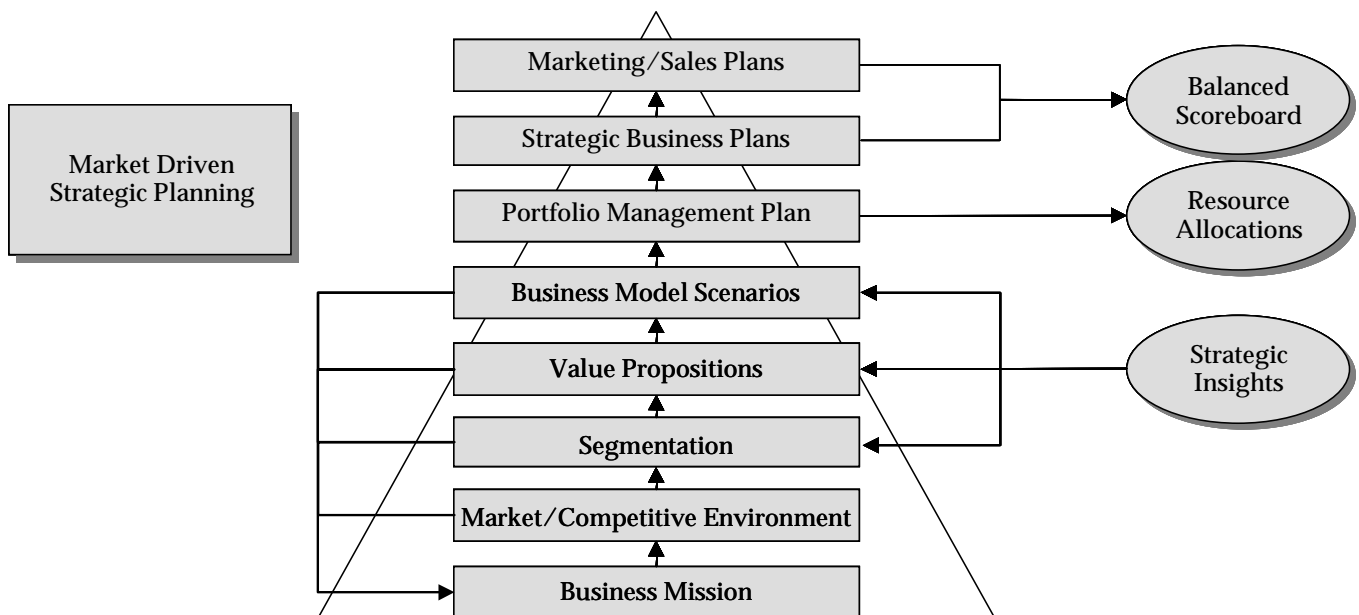 Marketing/Sales Plans
Balanced
Scoreboard
Strategic Business Plans
Market Driven
Strategic Planning
Portfolio Management Plan
Resource
Allocations
Business Model Scenarios
Value Propositions
Strategic
Insights
Segmentation
Market/Competitive Environment
Business Mission